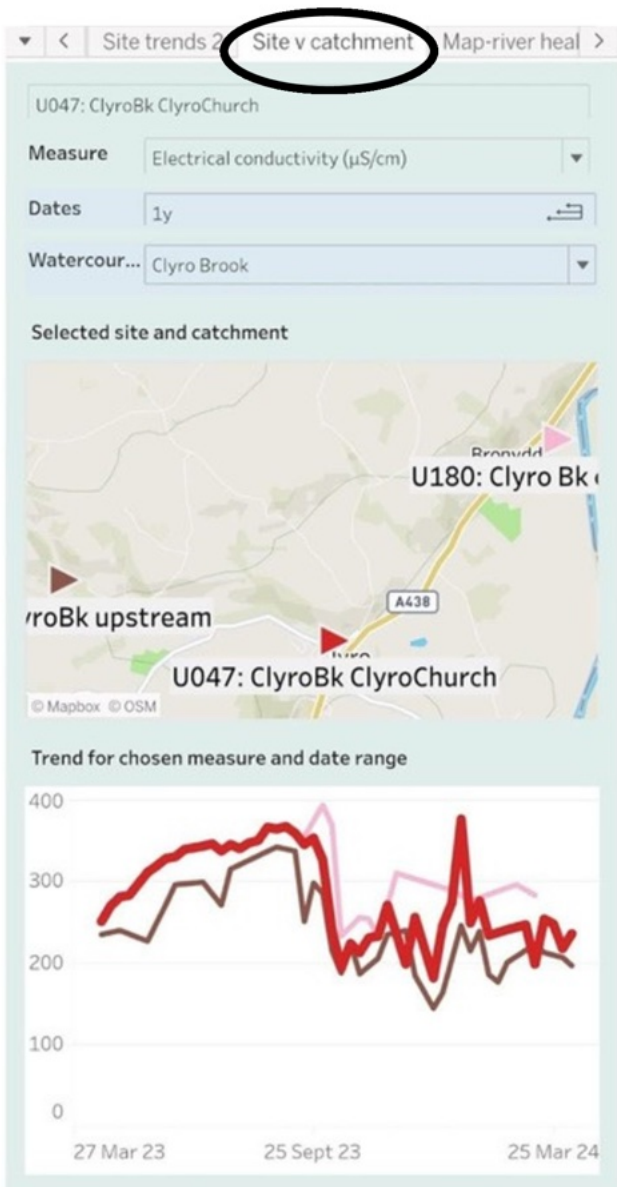 Site trends 2 Site v catchment Map-river heal
U047: ClyroBk ClyroChurch
Measure Electrical conductivity (µS/cm)
Dates 1y
Watercour... Clyro Brook
Selected site and catchment
Bronydd
U180: Clyro Bk
A438
yroBk upstream
U047: ClyroBk ClyroChurch
© Mapbox © OSM
Trend for chosen measure and date range
400
300
200
100
0
27 Mar 23 25 Sept 23 25 Mar 24